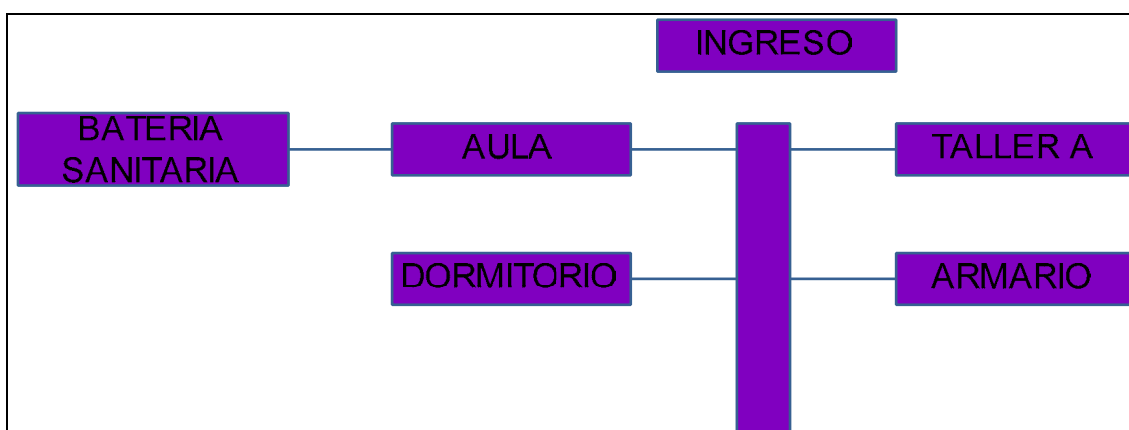 INGRESO
BATERIA
SANITARIA
AULA
TALLER A
DORMITORIO
ARMARIO